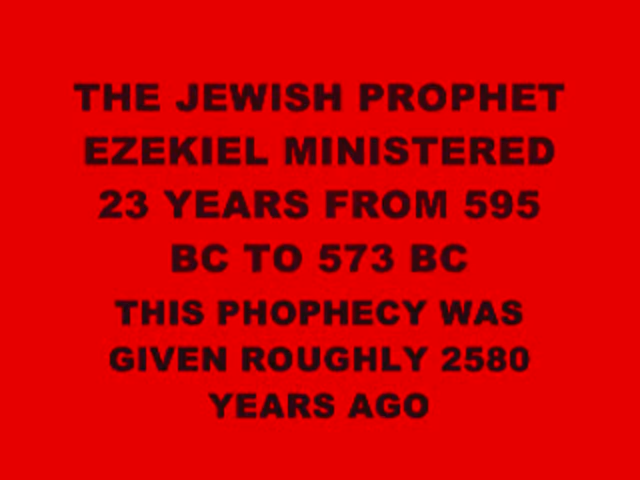 THE JEWISH PROPHET
EZEKIEL MINISTERED
23 YEARS FROM 595
BC TO 573 BC
THIS PHOPHECY WAS
GIVEN ROUGHLY 2580
YEARS AGO